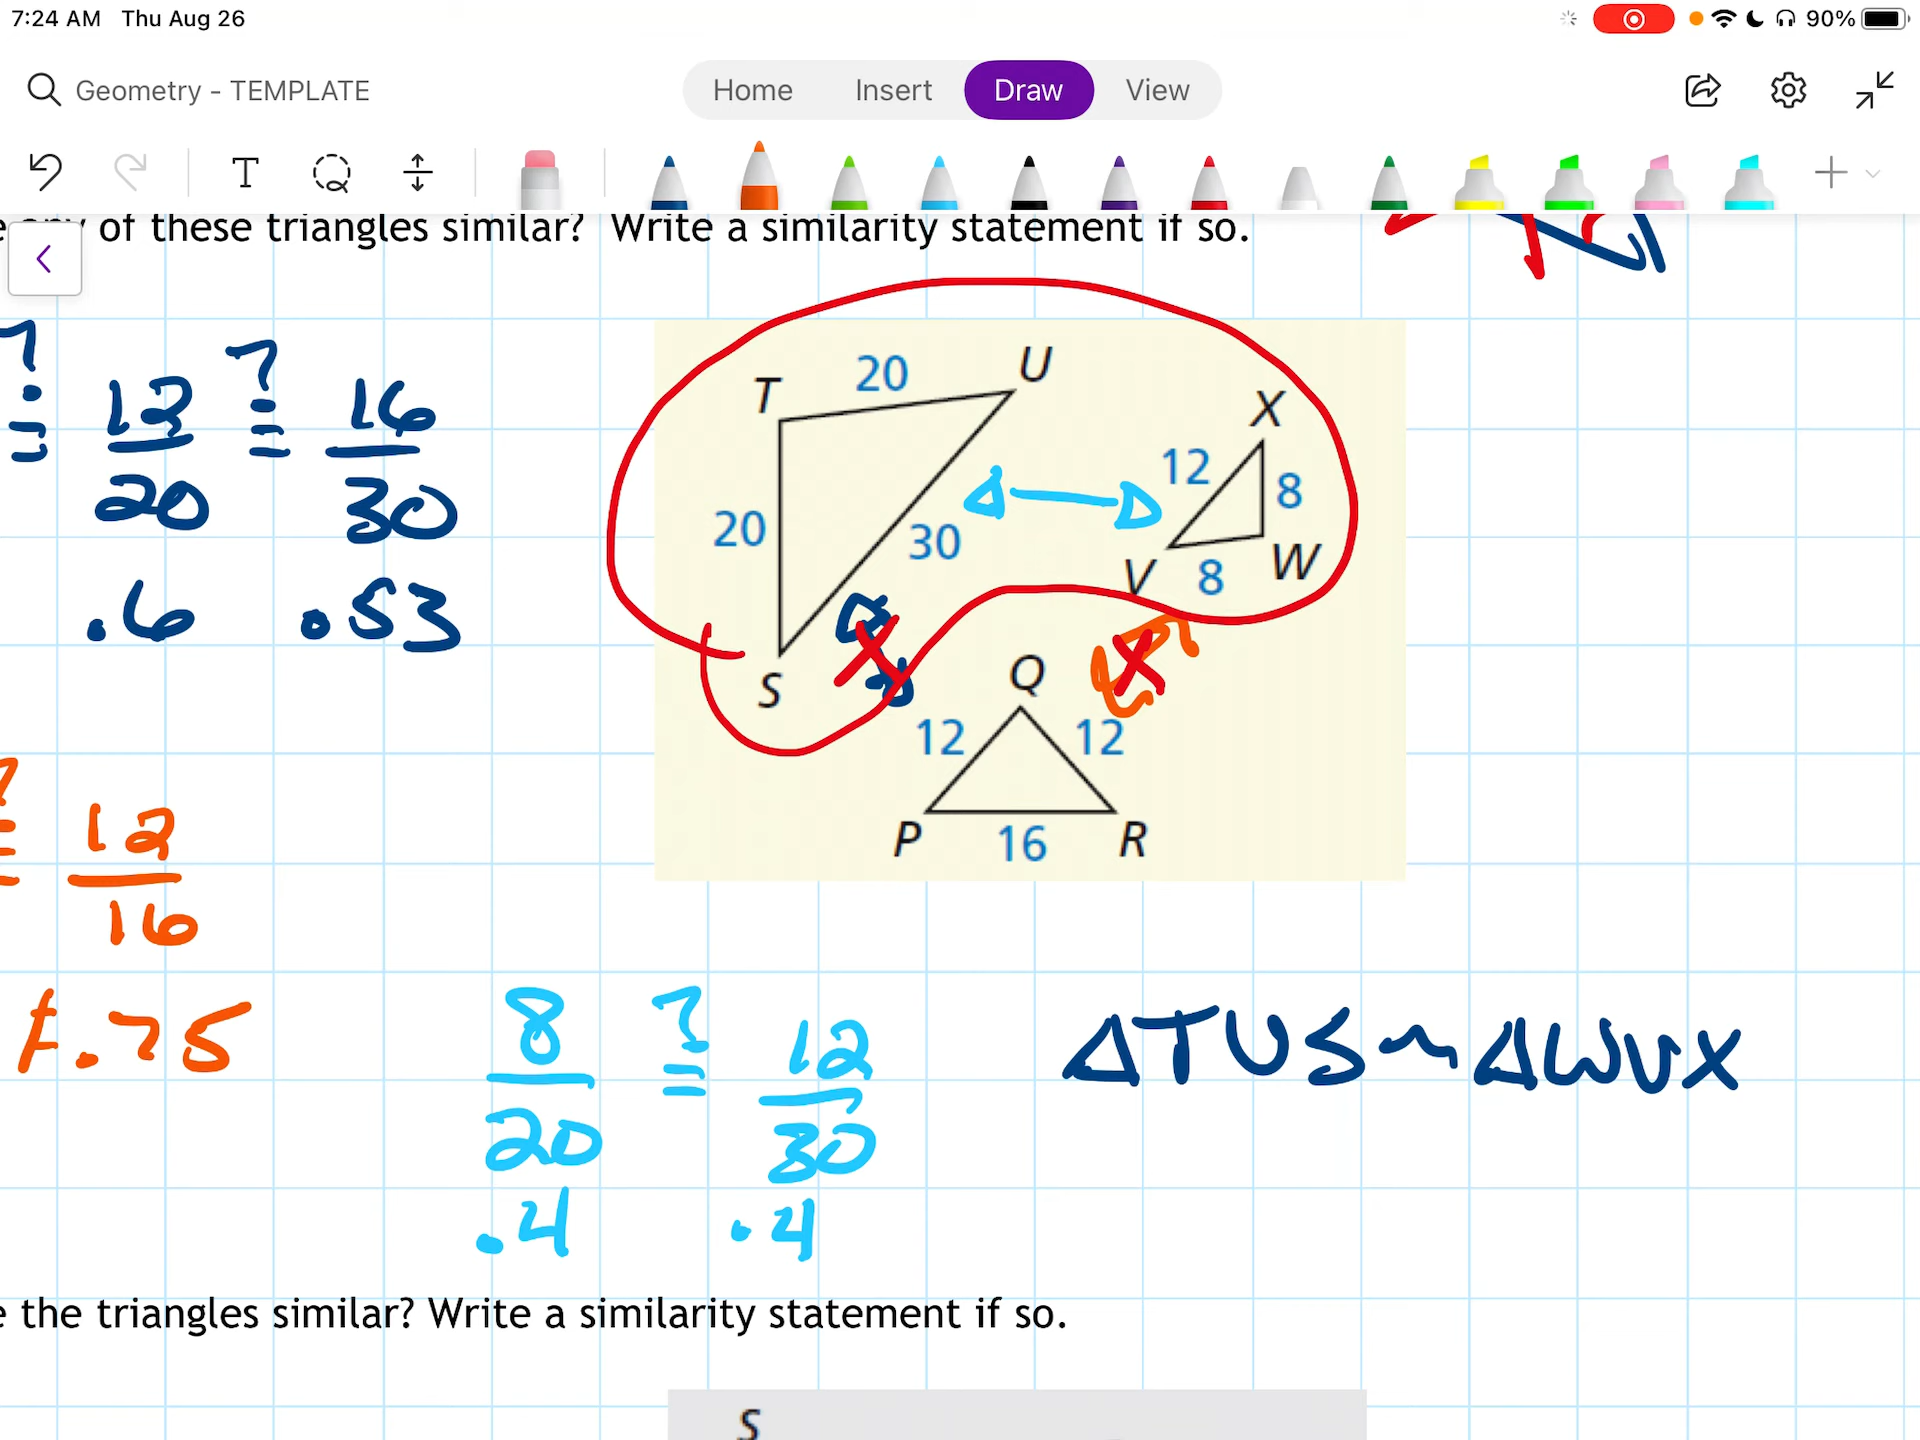 7:24 AM Thu Aug 26 90%
Geometry - TEMPLATE Home Insert Draw View
T
of these triangles similar? Write a similarity statement if so.
? = 12/20 ?= 16/30
.6 .53
T 20 U
X
12 8
20 30
V 8 W
S
Q
12 12
P 16 R
= 12/16
≠ .75
8/20 ?= 12/30
.4 .4
△TUS ~ △WVX
the triangles similar? Write a similarity statement if so.
S